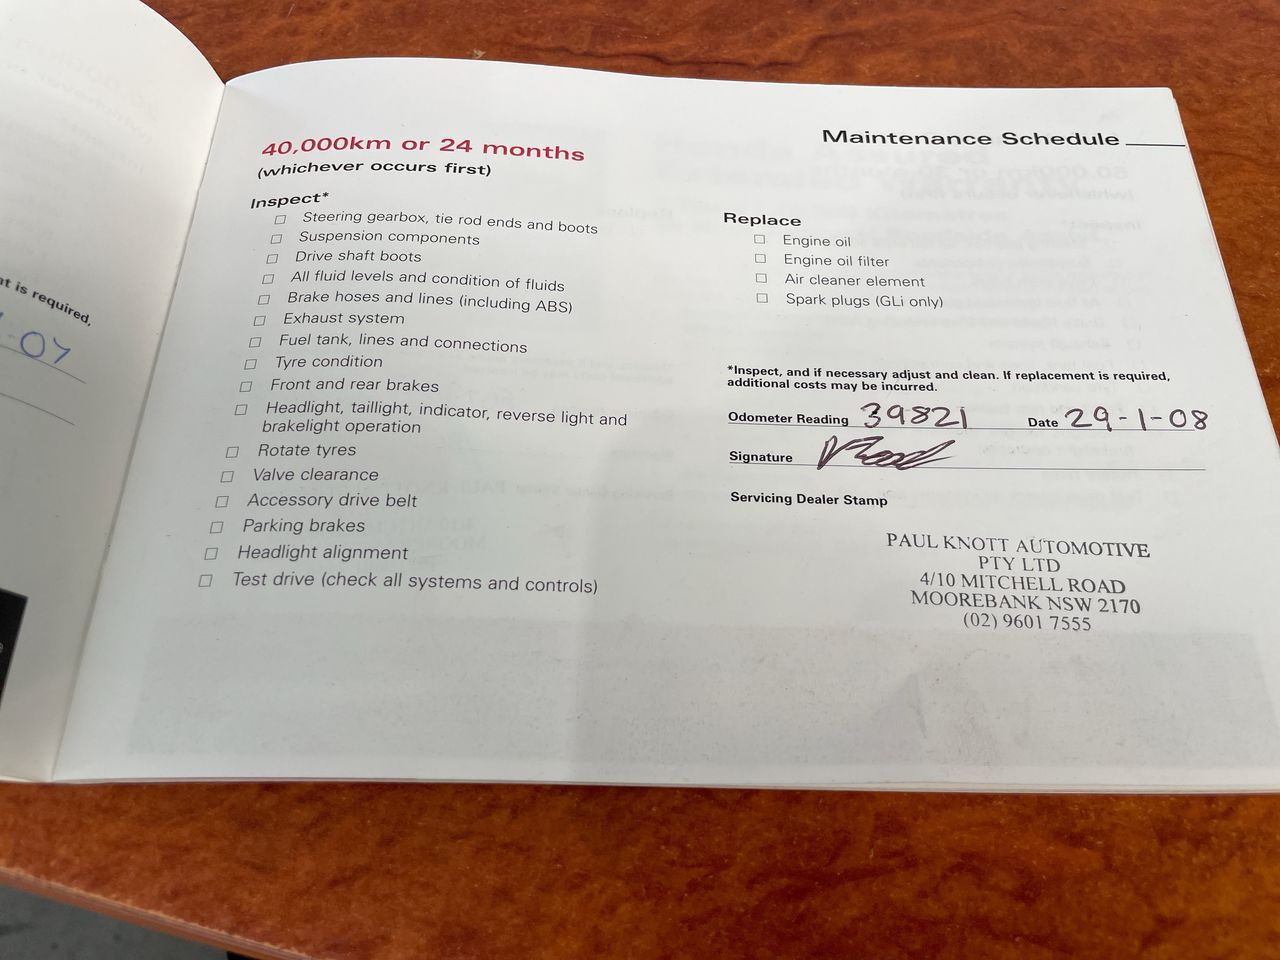 nt is required,
-07
40,000km or 24 months
(whichever occurs first)
Inspect*
Steering gearbox, tie rod ends and boots
Suspension components
Drive shaft boots
All fluid levels and condition of fluids
Brake hoses and lines (including ABS)
Exhaust system
Fuel tank, lines and connections
Tyre condition
Front and rear brakes
Headlight, taillight, indicator, reverse light and
brakelight operation
Rotate tyres
Valve clearance
Accessory drive belt
Parking brakes
Headlight alignment
Test drive (check all systems and controls)
Maintenance Schedule
Replace
Engine oil
Engine oil filter
Air cleaner element
Spark plugs (GLi only)
*Inspect, and if necessary adjust and clean. If replacement is required,
additional costs may be incurred.
Odometer Reading 39821 Date 29-1-08
Signature
Servicing Dealer Stamp
PAUL KNOTT AUTOMOTIVE
PTY LTD
4/10 MITCHELL ROAD
MOOREBANK NSW 2170
(02) 9601 7555